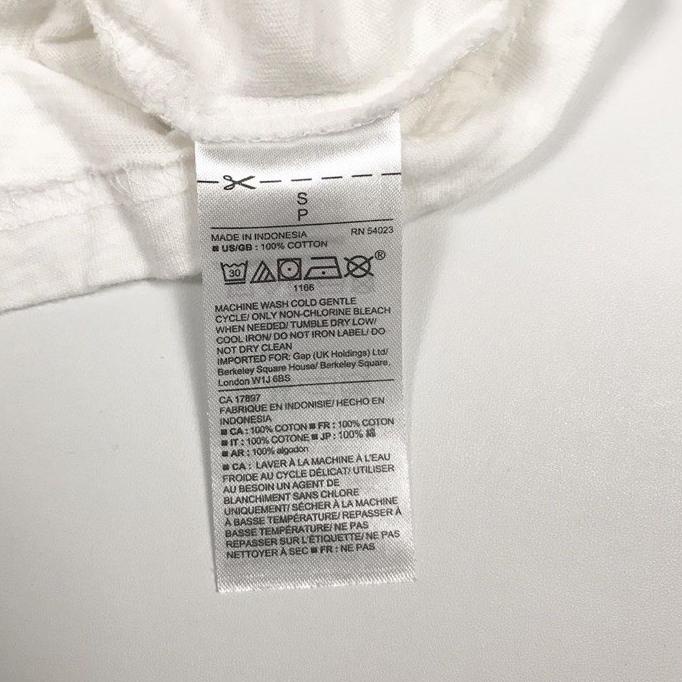 S
P
MADE IN INDONESIA RN 54023
■ US/GB : 100% COTTON
30 ®
1166
MACHINE WASH COLD GENTLE
CYCLE/ ONLY NON-CHLORINE BLEACH
WHEN NEEDED/ TUMBLE DRY LOW/
COOL IRON/ DO NOT IRON LABEL/ DO
NOT DRY CLEAN
IMPORTED FOR: Gap (UK Holdings) Ltd/
Berkeley Square House/ Berkeley Square,
London W1J 6BS
CA 17897
FABRIQUE EN INDONISIE/ HECHO EN
INDONESIA
■ CA : 100% COTON ■ FR : 100% COTON
■ IT : 100% COTONE ■ JP : 100% 綿
■ AR : 100% algodon
■ CA : LAVER À LA MACHINE À L'EAU
FROIDE AU CYCLE DÉLICAT/ UTILISER
AU BESOIN UN AGENT DE
BLANCHIMENT SANS CHLORE
UNIQUEMENT/ SÉCHER À LA MACHINE
À BASSE TEMPÉRATURE/ REPASSER À
BASSE TEMPÉRATURE/ NE PAS
REPASSER SUR L'ÉTIQUETTE/ NE PAS
NETTOYER À SEC ■ FR : NE PAS